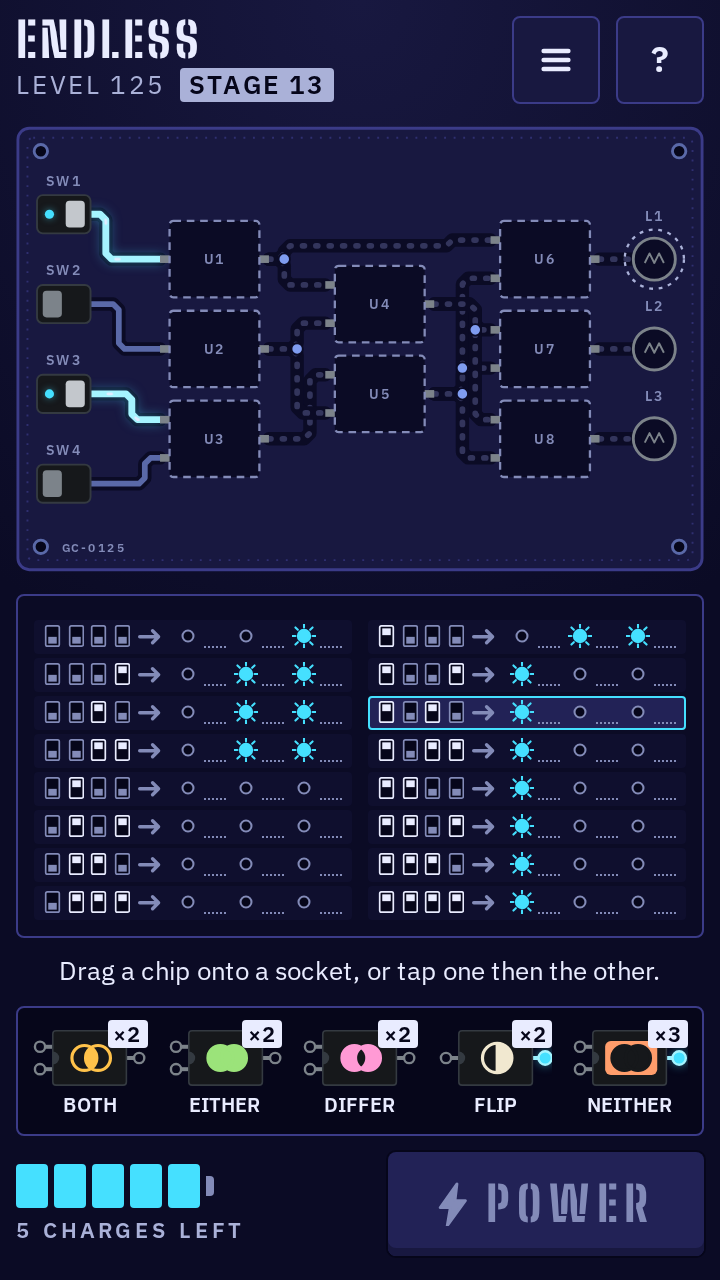 ENDLESS
LEVEL 125 STAGE 13
?
SW1
SW2
SW3
SW4
U1
U2
U3
U4
U5
U6
U7
U8
L1
L2
L3
GC-0125
Drag a chip onto a socket, or tap one then the other.
×2 ×2 ×2 ×2 ×3
BOTH EITHER DIFFER FLIP NEITHER
5 CHARGES LEFT
POWER